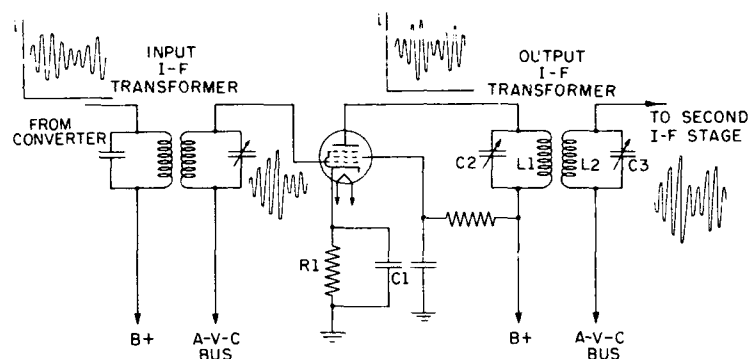 i
i
INPUT
I-F
TRANSFORMER
OUTPUT
I-F
TRANSFORMER
FROM
CONVERTER
TO SECOND
I-F STAGE
C2
L1
L2
C3
R1
C1
B+
A-V-C
BUS
B+
A-V-C
BUS